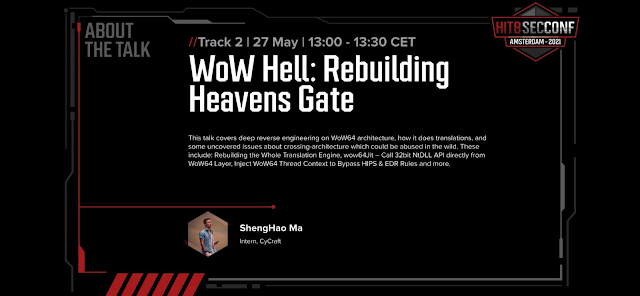 ABOUT
THE TALK
HITBSECCONF
AMSTERDAM - 2021
//Track 2 | 27 May | 13:00 - 13:30 CET
WoW Hell: Rebuilding
Heavens Gate
This talk covers deep reverse engineering on WoW64 architecture, how it does translations, and
some uncovered issues about crossing-architecture which could be abused in the wild. These
include: Rebuilding the Whole Translation Engine, wow64Jit – Call 32bit NtDLL API directly from
WoW64 Layer, Inject WoW64 Thread Context to Bypass HIPS & EDR Rules and more.
ShengHao Ma
Intern, CyCraft